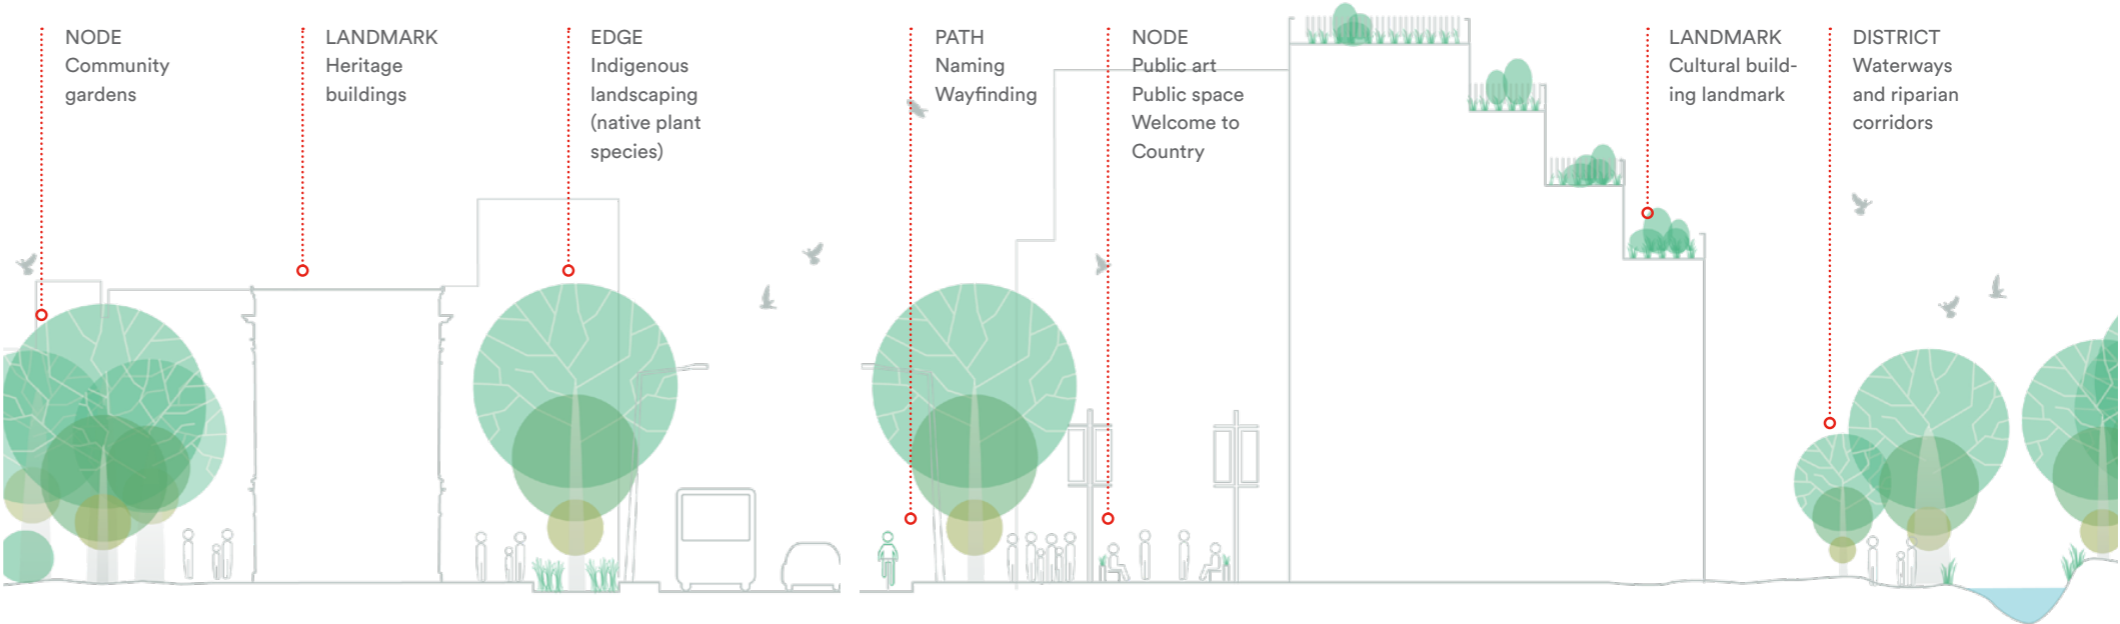 NODE
Community
gardens
LANDMARK
Heritage
buildings
EDGE
Indigenous
landscaping
(native plant
species)
PATH
Naming
Wayfinding
NODE
Public art
Public space
Welcome to
Country
LANDMARK
Cultural build-
ing landmark
DISTRICT
Waterways
and riparian
corridors